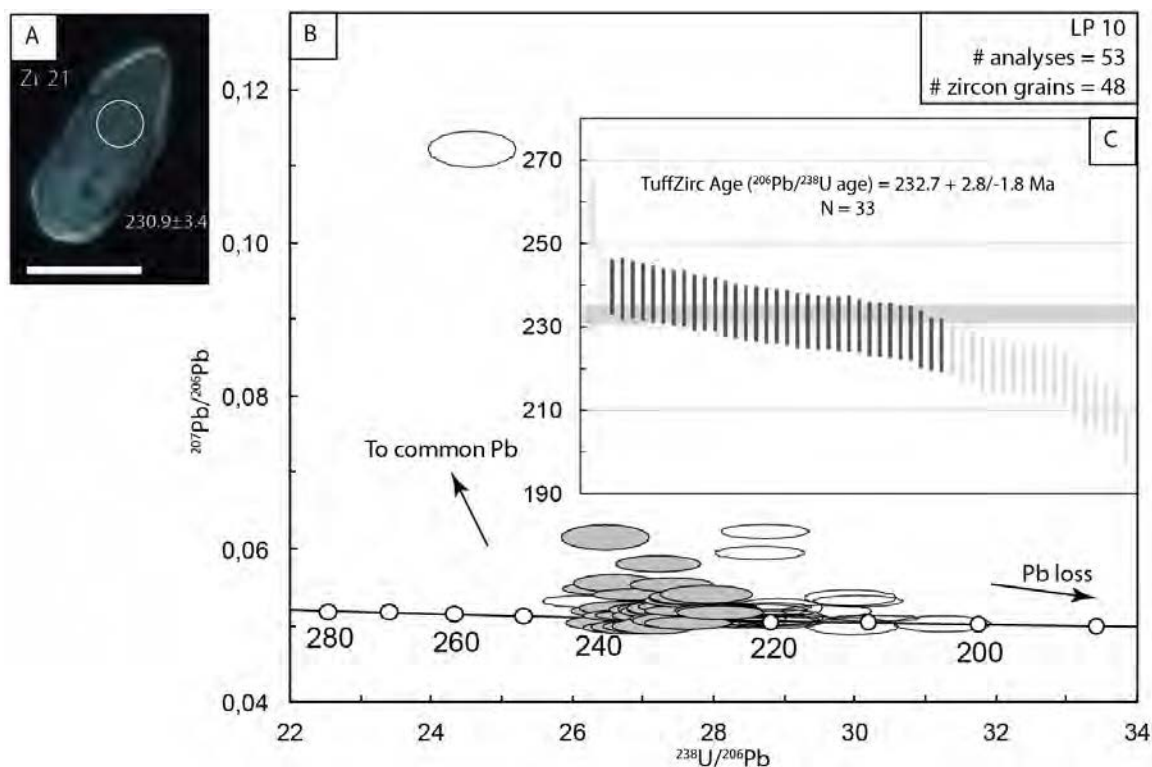 A
Zr 21
230.9±3.4
B
LP 10
# analyses = 53
# zircon grains = 48
C
TuffZirc Age (²⁰⁶Pb/²³⁸U age) = 232.7 + 2.8/-1.8 Ma
N = 33
270
250
230
210
190
0,12
0,10
0,08
0,06
0,04
²⁰⁷Pb/²⁰⁶Pb
To common Pb
Pb loss
280
260
240
220
200
22
24
26
28
30
32
34
²³⁸U/²⁰⁶Pb